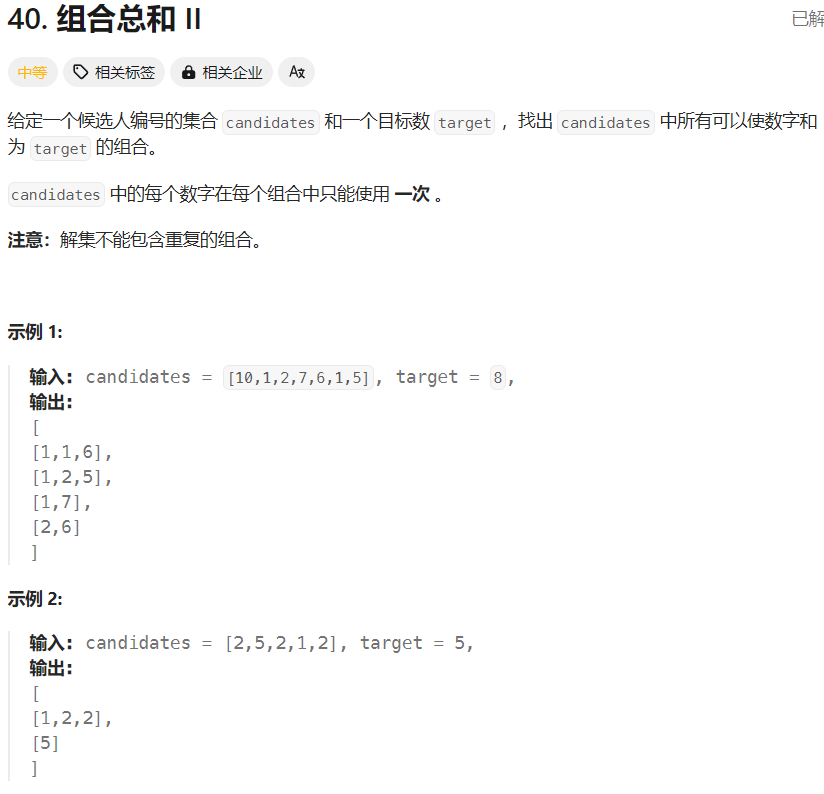 40. 组合总和 II
已解
中等 相关标签 相关企业 Aあ
给定一个候选人编号的集合 candidates 和一个目标数 target ，找出 candidates 中所有可以使数字和
为 target 的组合。
candidates 中的每个数字在每个组合中只能使用 一次 。
注意：解集不能包含重复的组合。
示例 1:
输入: candidates = [10,1,2,7,6,1,5], target = 8,
输出:
[
[1,1,6],
[1,2,5],
[1,7],
[2,6]
]
示例 2:
输入: candidates = [2,5,2,1,2], target = 5,
输出:
[
[1,2,2],
[5]
]